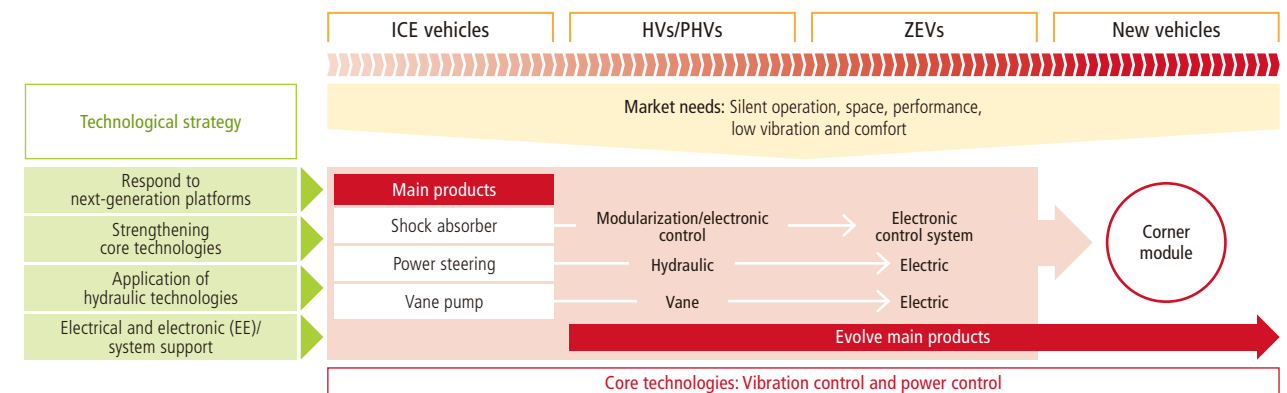 ICE vehicles
HVs/PHVs
ZEVs
New vehicles
Technological strategy
Market needs: Silent operation, space, performance,
low vibration and comfort
Respond to
next-generation platforms
Strengthening
core technologies
Application of
hydraulic technologies
Electrical and electronic (EE)/
system support
Main products
Shock absorber
Modularization/electronic
control
Electronic
control system
Power steering
Hydraulic
Electric
Vane pump
Vane
Electric
Evolve main products
Corner
module
Core technologies: Vibration control and power control